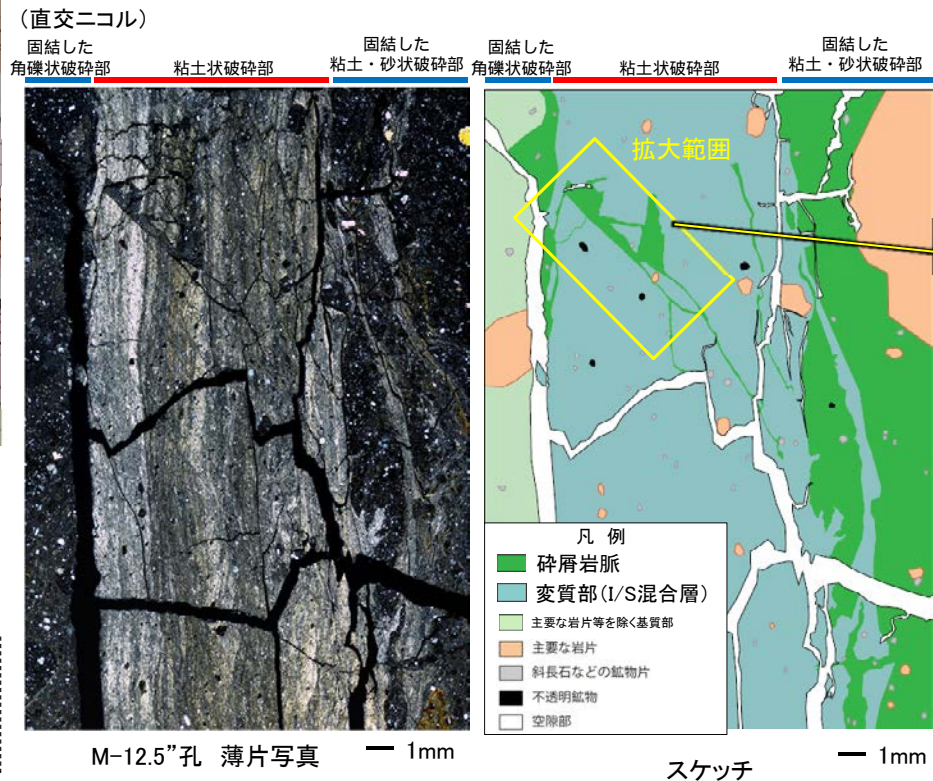 (直交ニコル)
固結した
角礫状破砕部
粘土状破砕部
固結した
粘土・砂状破砕部
固結した
角礫状破砕部
粘土状破砕部
固結した
粘土・砂状破砕部
拡大範囲
凡 例
砕屑岩脈
変質部(I/S混合層)
主要な岩片等を除く基質部
主要な岩片
斜長石などの鉱物片
不透明鉱物
空隙部
M-12.5”孔 薄片写真
1mm
スケッチ
1mm